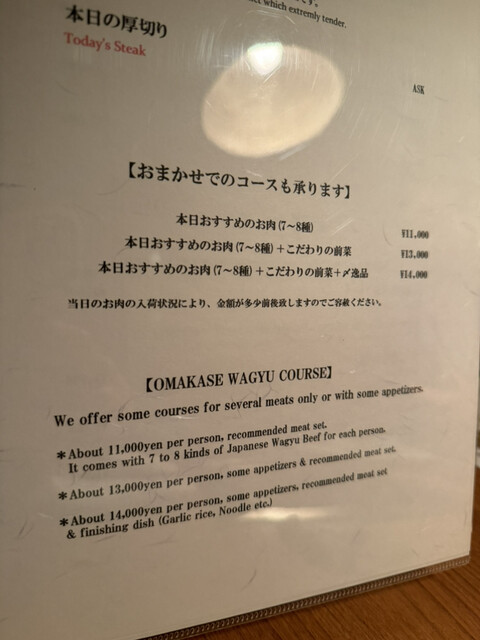 です。
which extremly tender.
本日の厚切り
Today's Steak
ASK
【おまかせでのコースも承ります】
本日おすすめのお肉(7~8種) ¥11,000
本日おすすめのお肉(7~8種)+こだわりの前菜 ¥13,000
本日おすすめのお肉(7~8種)+こだわりの前菜+〆逸品 ¥14,000
当日のお肉の入荷状況により、金額が多少前後致しますのでご容赦ください。
【OMAKASE WAGYU COURSE】
We offer some courses for several meats only or with some appetizers.
＊About 11,000yen per person, recommended meat set.
It comes with 7 to 8 kinds of Japanese Wagyu Beef for each person.
＊About 13,000yen per person, some appetizers & recommended meat set.
＊About 14,000yen per person, some appetizers, recommended meat set
& finishing dish (Garlic rice, Noodle etc.)